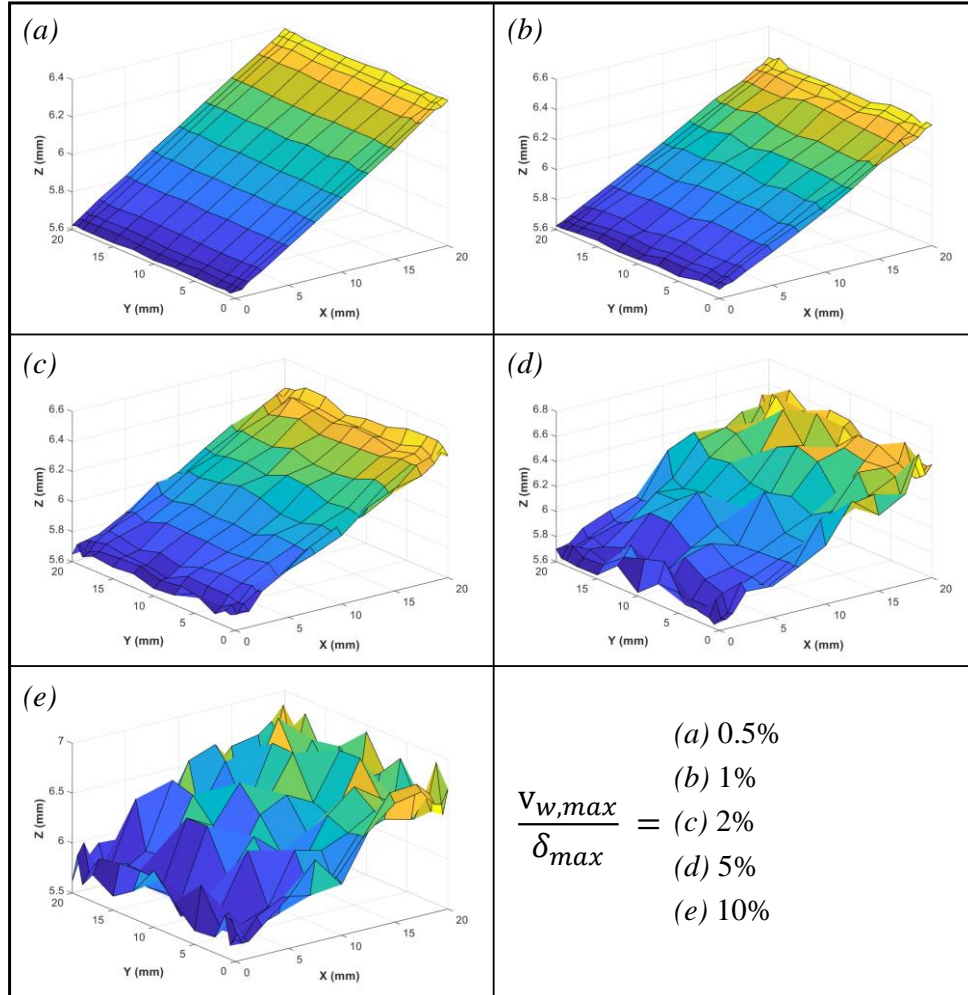 (a)
6.4
6.2
6
5.8
5.6
20
15
10
5
0
0
5
10
15
20
Z (mm)
Y (mm)
X (mm)
(b)
6.6
6.4
6.2
6
5.8
5.6
20
15
10
5
0
0
5
10
15
20
Z (mm)
Y (mm)
X (mm)
(c)
6.6
6.4
6.2
6
5.8
5.6
20
15
10
5
0
0
5
10
15
20
Z (mm)
Y (mm)
X (mm)
(d)
6.8
6.6
6.4
6.2
6
5.8
5.6
20
15
10
5
0
0
5
10
15
20
Z (mm)
Y (mm)
X (mm)
(e)
7
6.5
6
5.5
20
15
10
5
0
0
5
10
15
20
Z (mm)
Y (mm)
X (mm)
v_{w,max}
δ_{max}
=
(a) 0.5%
(b) 1%
(c) 2%
(d) 5%
(e) 10%